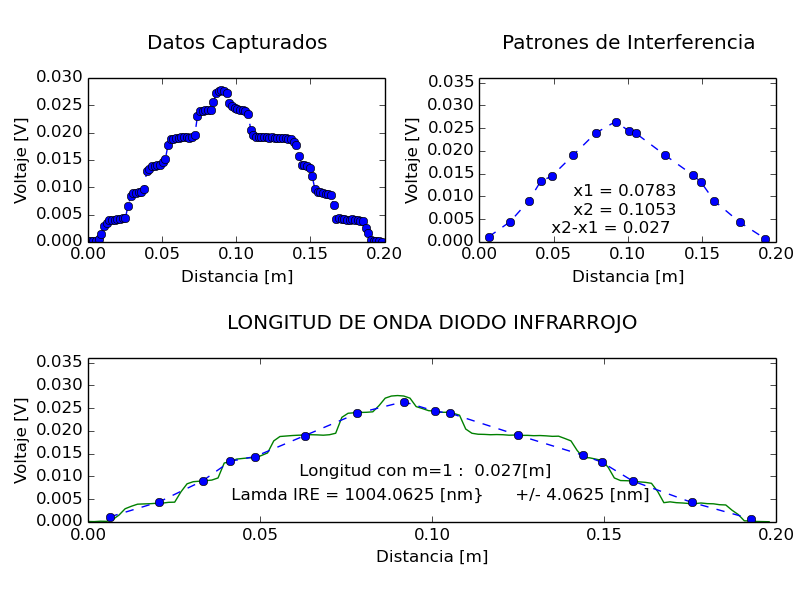 Datos Capturados
Voltaje [V]
0.030
0.025
0.020
0.015
0.010
0.005
0.000
0.00 0.05 0.10 0.15 0.20
Distancia [m]
Patrones de Interferencia
Voltaje [V]
0.035
0.030
0.025
0.020
0.015
0.010
0.005
0.000
x1 = 0.0783
x2 = 0.1053
x2-x1 = 0.027
0.00 0.05 0.10 0.15 0.20
Distancia [m]
LONGITUD DE ONDA DIODO INFRARROJO
Voltaje [V]
0.035
0.030
0.025
0.020
0.015
0.010
0.005
0.000
Longitud con m=1 :  0.027[m]
Lamda IRE = 1004.0625 [nm}      +/- 4.0625 [nm]
0.00 0.05 0.10 0.15 0.20
Distancia [m]